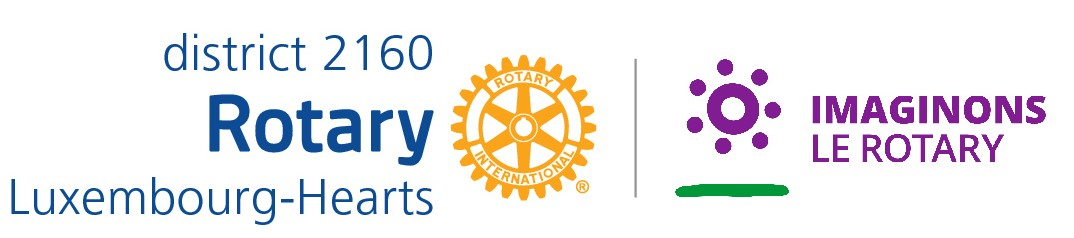 district 2160
Rotary
Luxembourg-Hearts
ROTARY
INTERNATIONAL
®
IMAGINONS
LE ROTARY